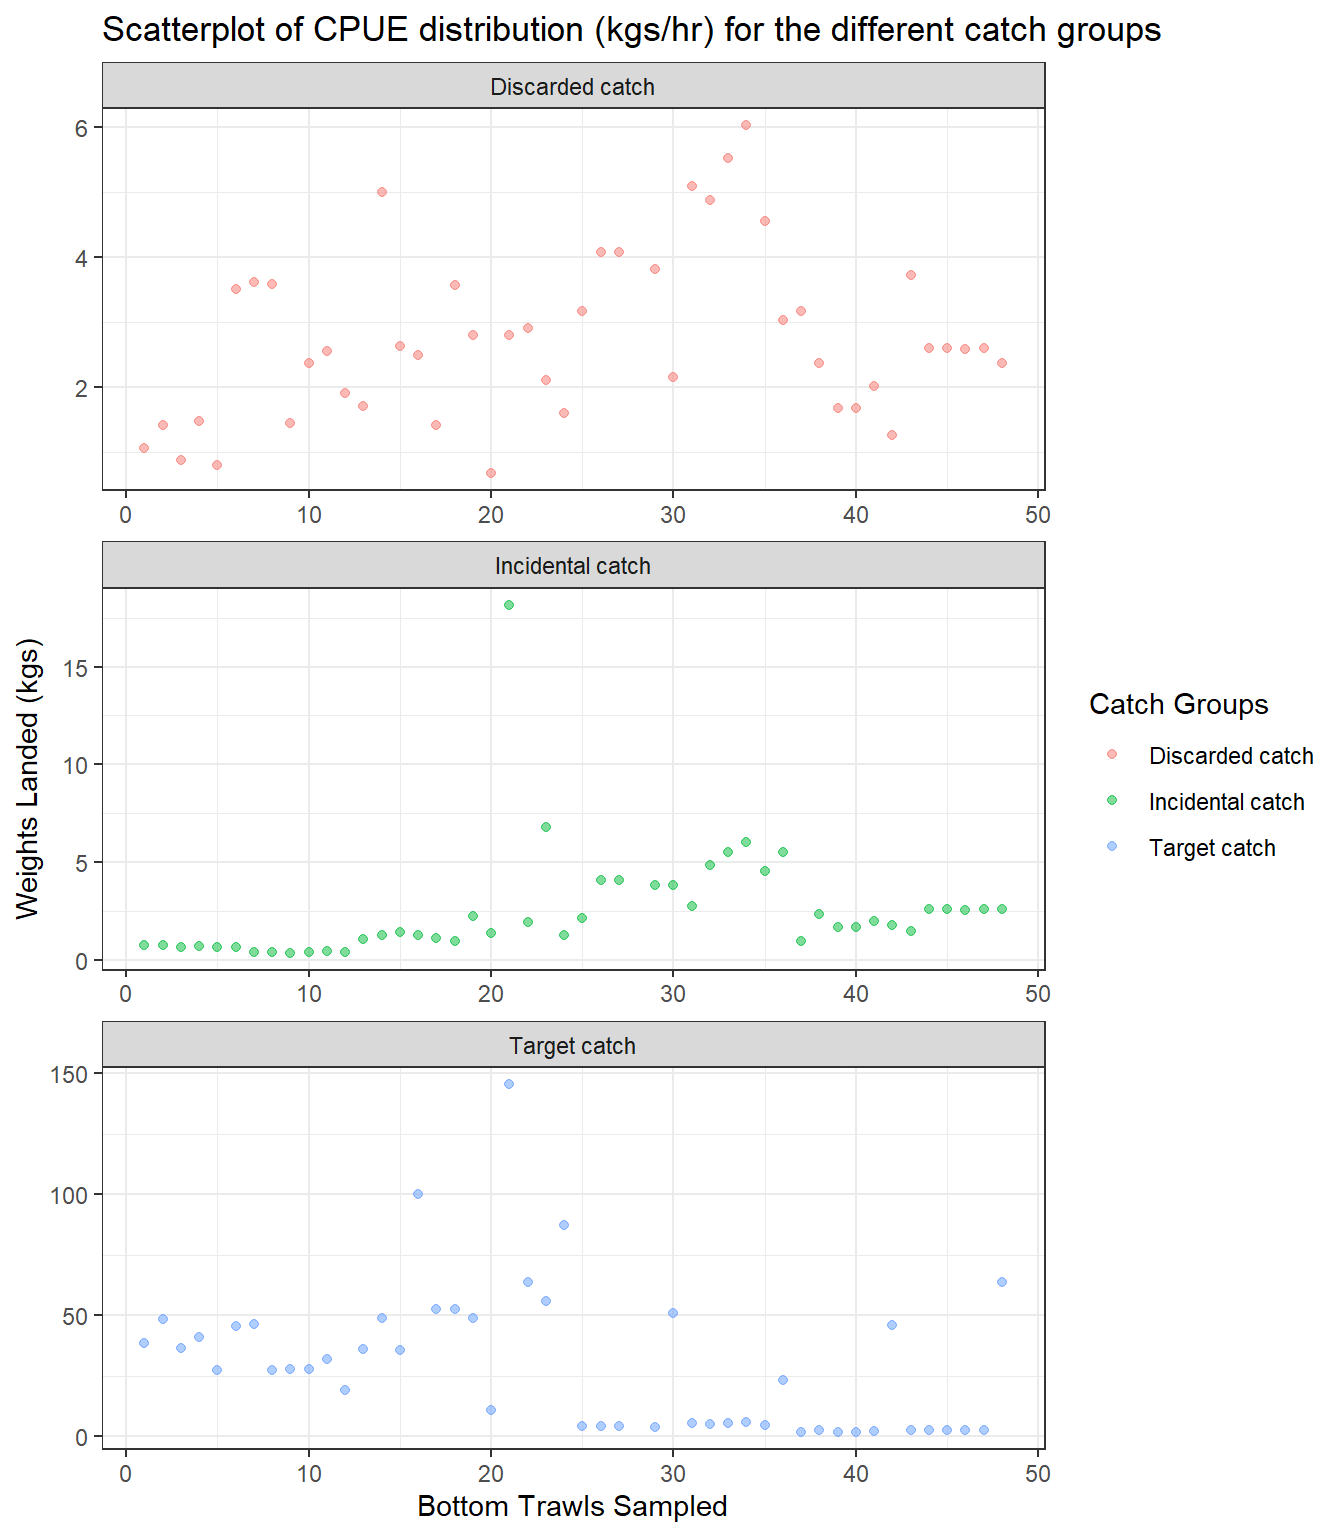 Scatterplot of CPUE distribution (kgs/hr) for the different catch groups
Discarded catch
6
4
2
0 10 20 30 40 50
Incidental catch
15
10
5
0
0 10 20 30 40 50
Target catch
150
100
50
0
0 10 20 30 40 50
Bottom Trawls Sampled
Weights Landed (kgs)
Catch Groups
Discarded catch
Incidental catch
Target catch